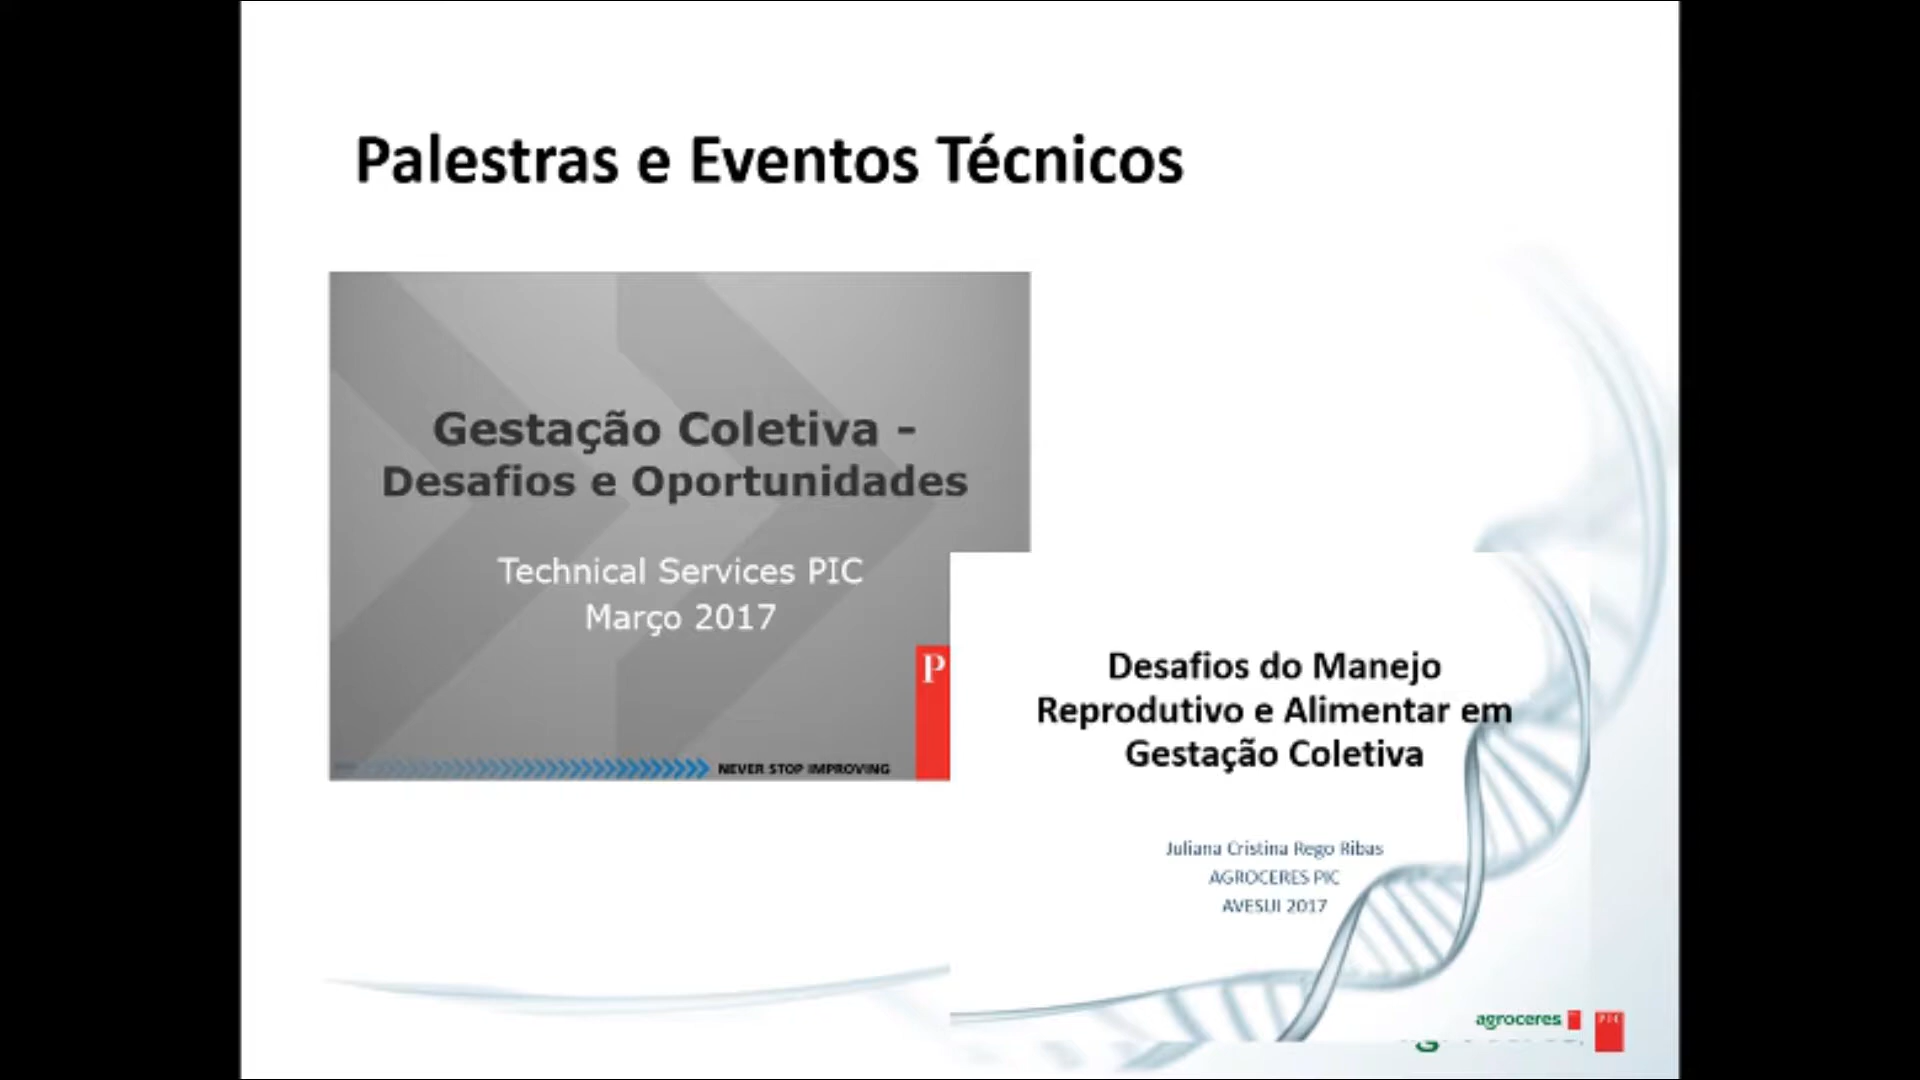 Palestras e Eventos Técnicos
Gestação Coletiva -
Desafios e Oportunidades
Technical Services PIC
Março 2017
P
NEVER STOP IMPROVING
Desafios do Manejo
Reprodutivo e Alimentar em
Gestação Coletiva
Juliana Cristina Rego Ribas
AGROCERES PIC
AVESUI 2017
agroceres
PIC